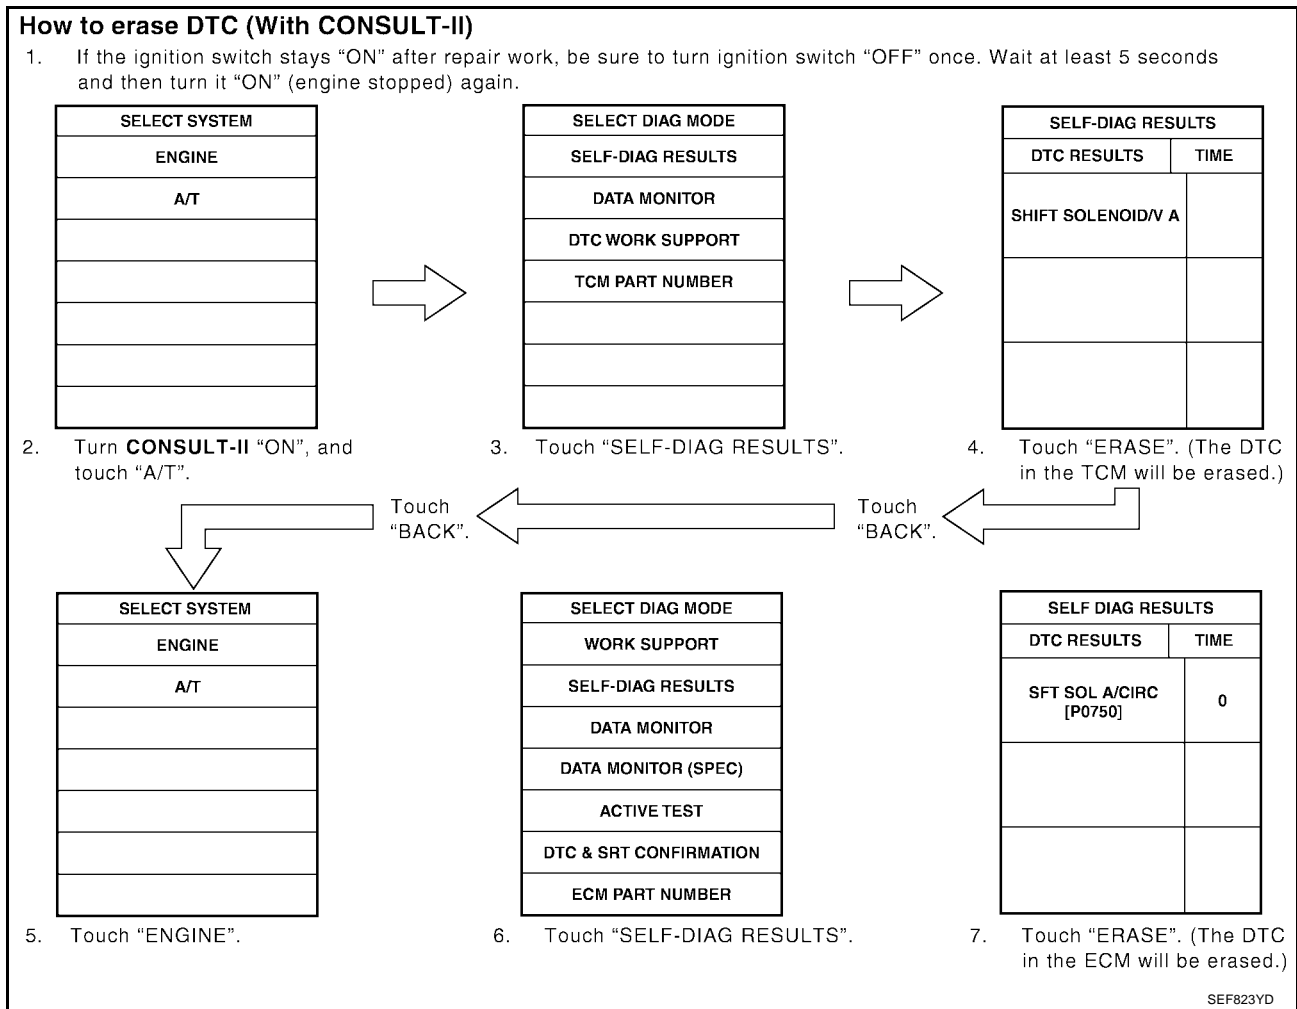 How to erase DTC (With CONSULT-II)
1. If the ignition switch stays “ON” after repair work, be sure to turn ignition switch “OFF” once. Wait at least 5 seconds
and then turn it “ON” (engine stopped) again.
SELECT SYSTEM
ENGINE
A/T
SELECT DIAG MODE
SELF-DIAG RESULTS
DATA MONITOR
DTC WORK SUPPORT
TCM PART NUMBER
SELF-DIAG RESULTS
DTC RESULTS TIME
SHIFT SOLENOID/V A
2. Turn CONSULT-II “ON”, and
touch “A/T”.
3. Touch “SELF-DIAG RESULTS”.
4. Touch “ERASE”. (The DTC
in the TCM will be erased.)
Touch
“BACK”.
Touch
“BACK”.
SELECT SYSTEM
ENGINE
A/T
SELECT DIAG MODE
WORK SUPPORT
SELF-DIAG RESULTS
DATA MONITOR
DATA MONITOR (SPEC)
ACTIVE TEST
DTC & SRT CONFIRMATION
ECM PART NUMBER
SELF DIAG RESULTS
DTC RESULTS TIME
SFT SOL A/CIRC
[P0750]
0
5. Touch “ENGINE”.
6. Touch “SELF-DIAG RESULTS”.
7. Touch “ERASE”. (The DTC
in the ECM will be erased.)
SEF823YD